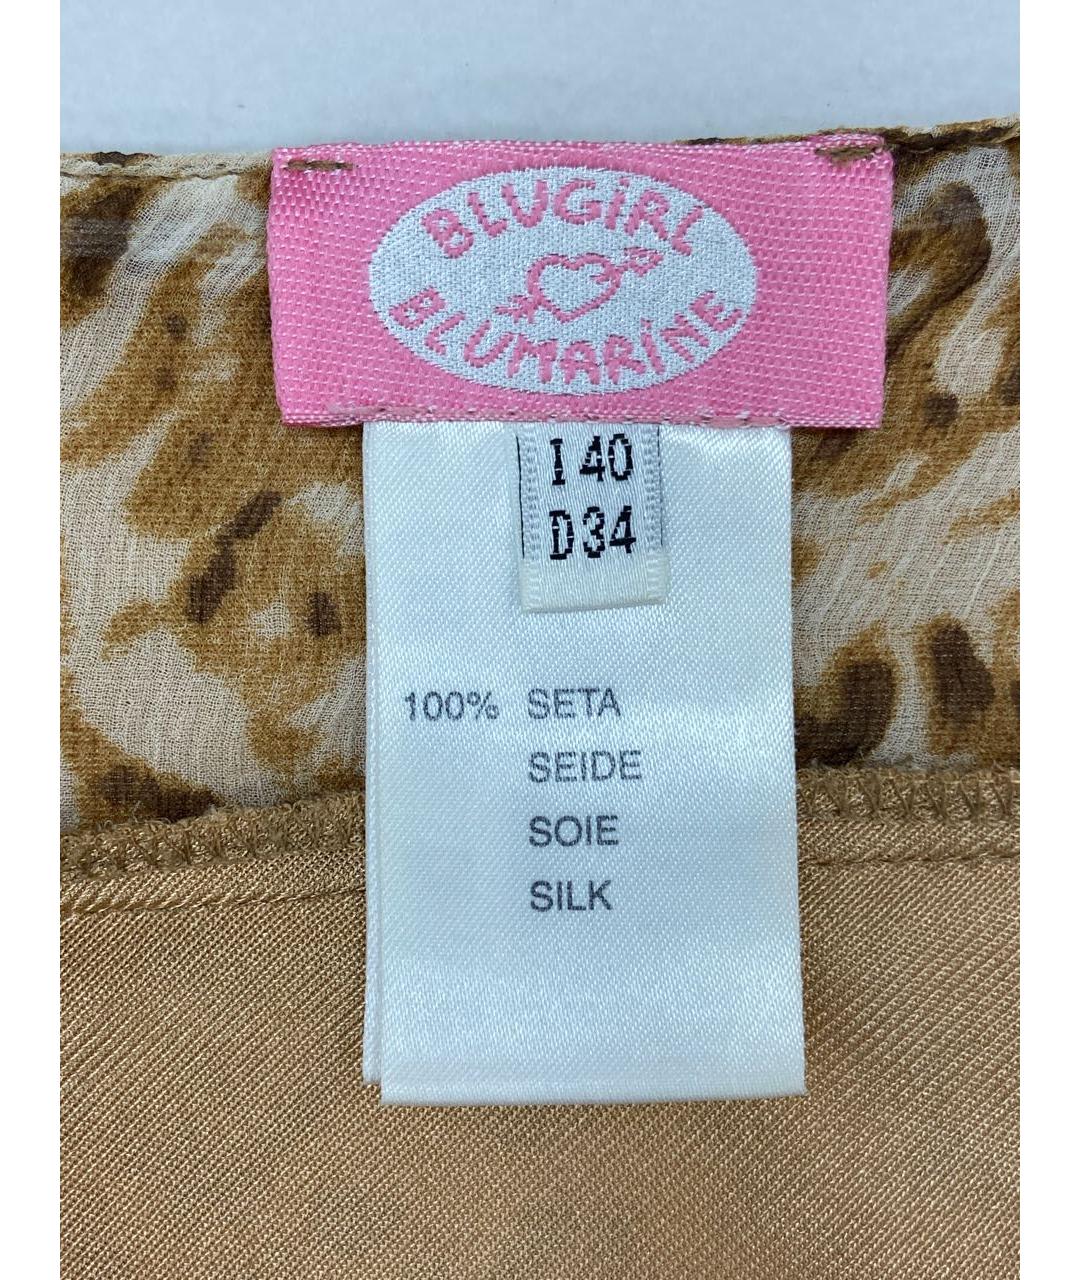 BLUGiRL
BLUMARiNE
I 40
D34
100% SETA
SEIDE
SOIE
SILK